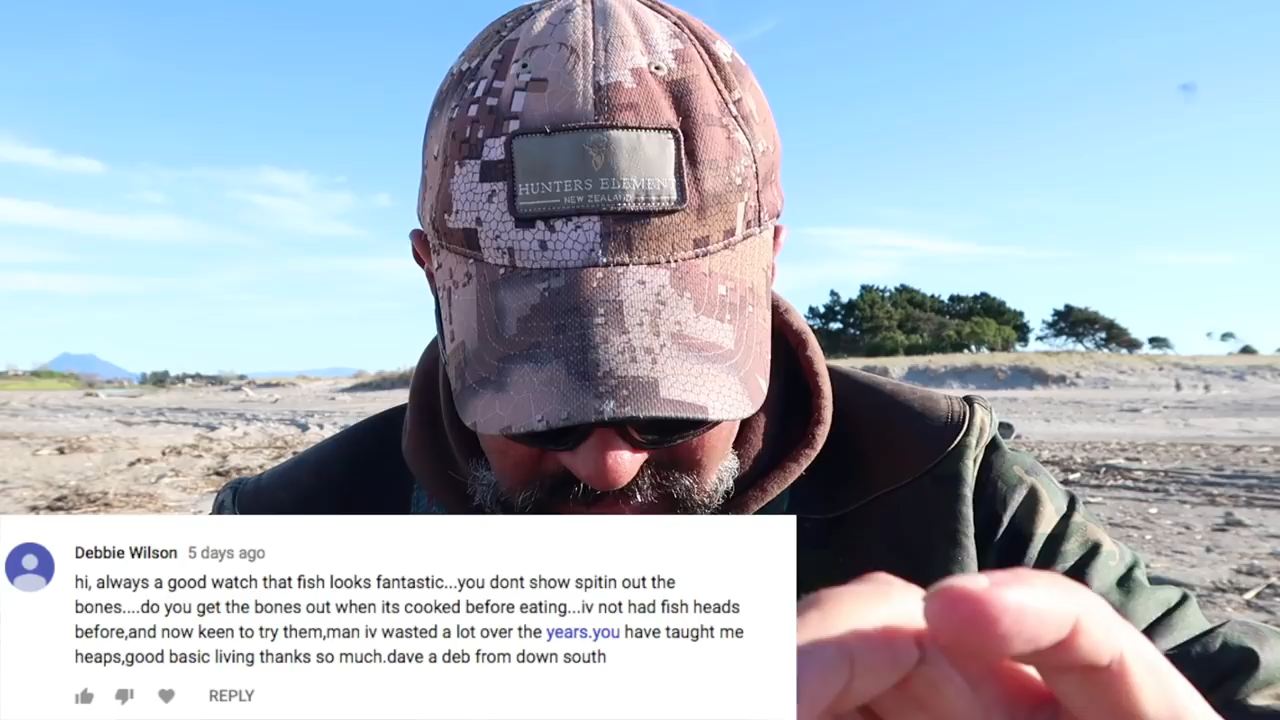 HUNTERS ELEMENT
NEW ZEALAND
Debbie Wilson 5 days ago
hi, always a good watch that fish looks fantastic...you dont show spitin out the
bones....do you get the bones out when its cooked before eating...iv not had fish heads
before,and now keen to try them,man iv wasted a lot over the years.you have taught me
heaps,good basic living thanks so much.dave a deb from down south
REPLY